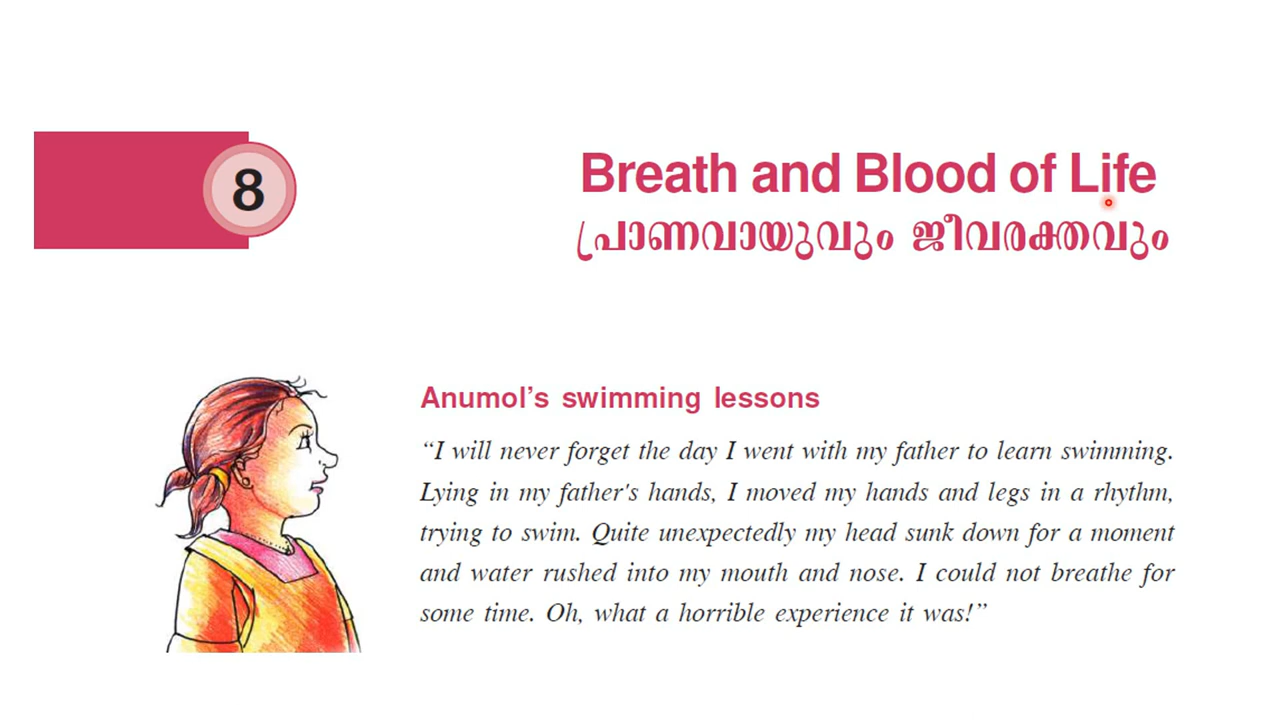 8
Breath and Blood of Life
പ്രാണവായുവും ജീവരക്തവും
Anumol’s swimming lessons
“I will never forget the day I went with my father to learn swimming.
Lying in my father's hands, I moved my hands and legs in a rhythm,
trying to swim. Quite unexpectedly my head sunk down for a moment
and water rushed into my mouth and nose. I could not breathe for
some time. Oh, what a horrible experience it was!”